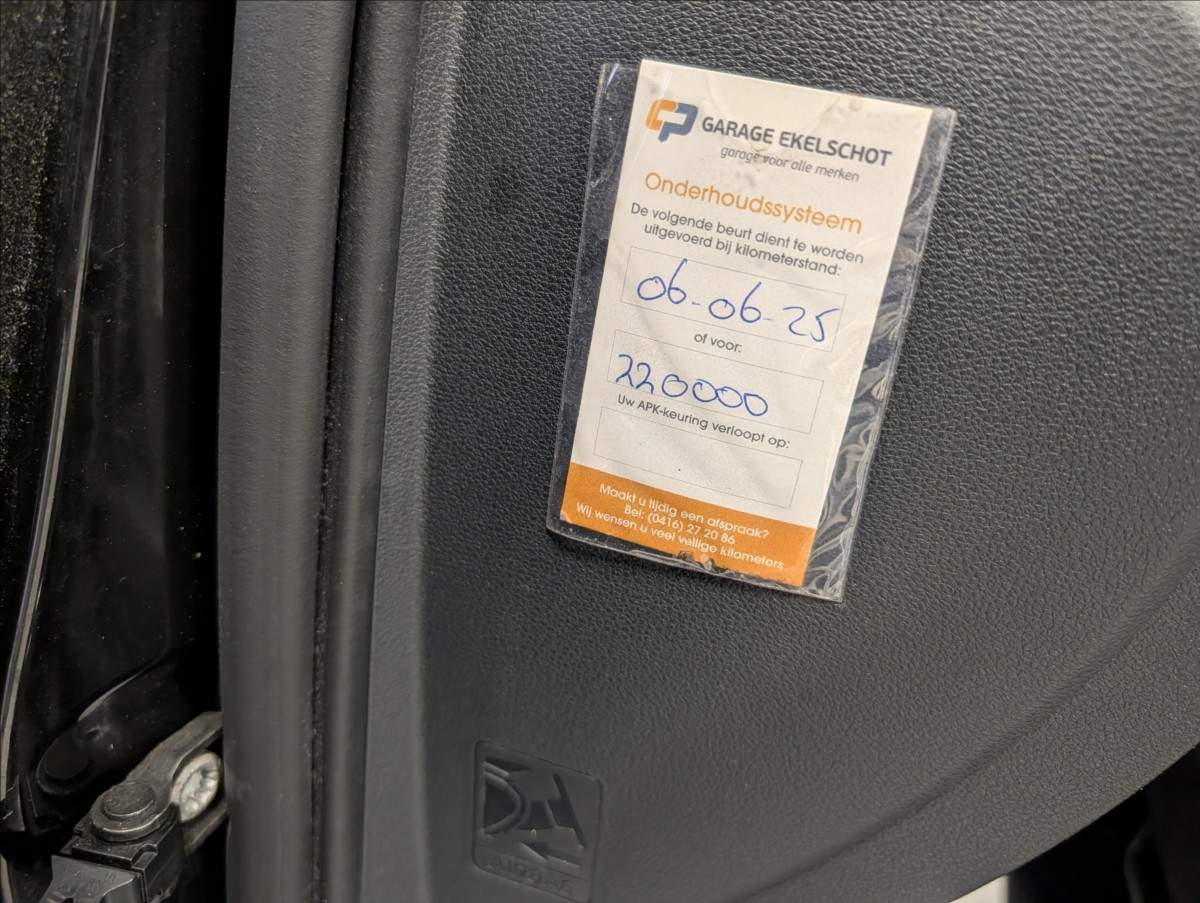 GARAGE EKELSCHOT
garage voor alle merken
Onderhoudssysteem
De volgende beurt dient te worden
uitgevoerd bij kilometerstand:
06-06-25
of voor:
220000
Uw APK-keuring verloopt op:
Maakt u tijdig een afspraak?
Bel: (0416) 27 20 86
Wij wensen u veel veilige kilometers